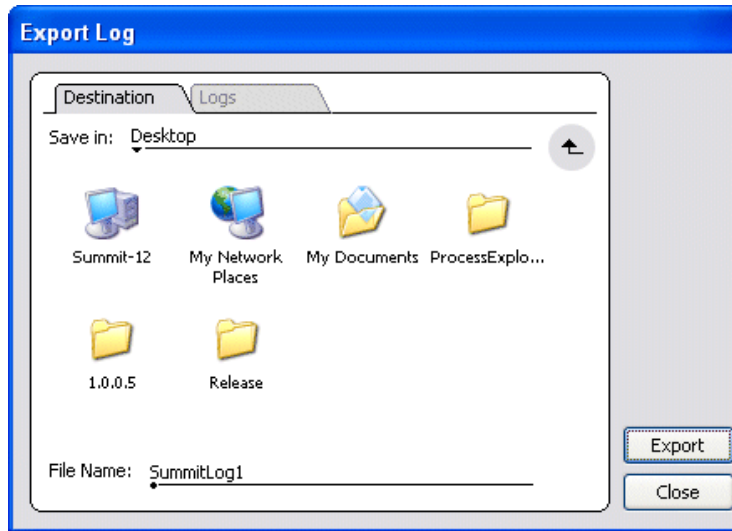 Export Log
Destination Logs
Save in: Desktop
Summit-12 My Network Places My Documents ProcessExplo...
1.0.0.5 Release
File Name: SummitLog1
Export
Close